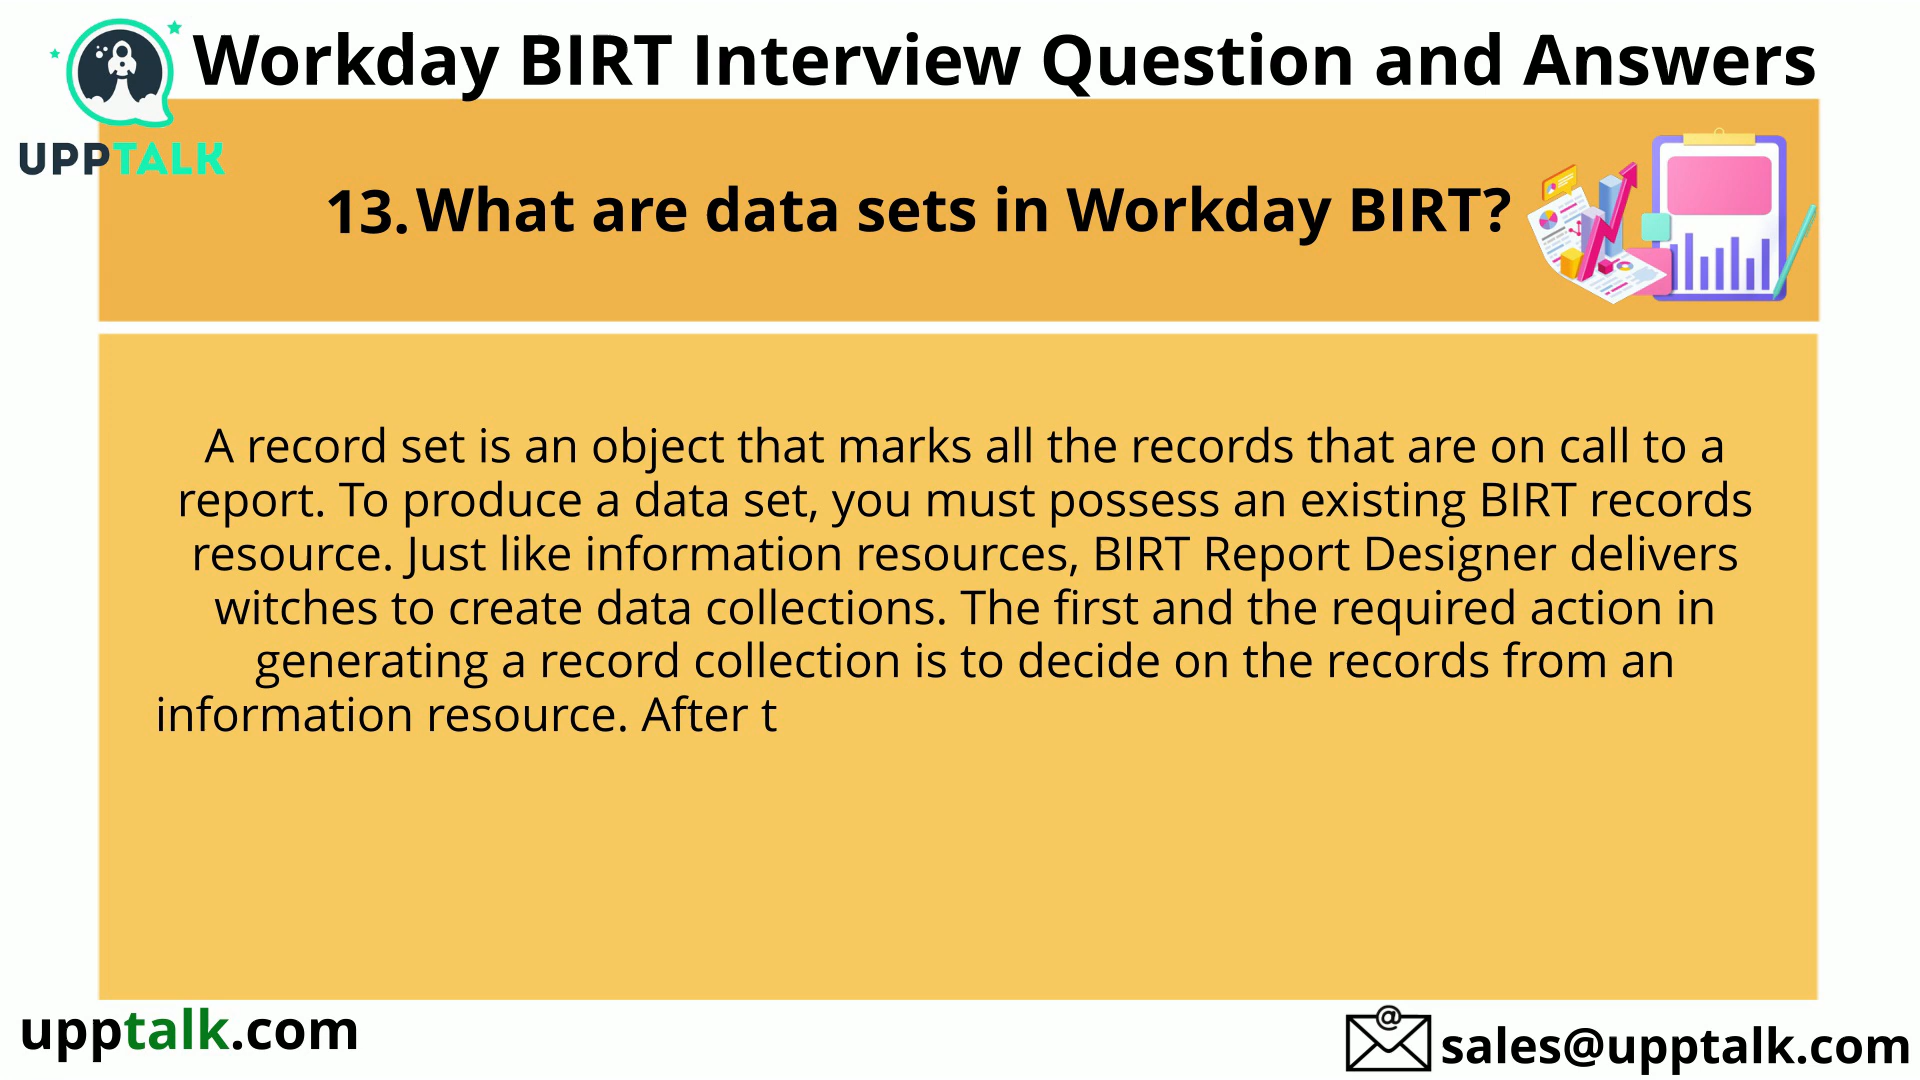 Workday BIRT Interview Question and Answers
UPPTALK
13. What are data sets in Workday BIRT?
A record set is an object that marks all the records that are on call to a
report. To produce a data set, you must possess an existing BIRT records
resource. Just like information resources, BIRT Report Designer delivers
witches to create data collections. The first and the required action in
generating a record collection is to decide on the records from an
information resource. After t
upptalk.com
@
sales@upptalk.com